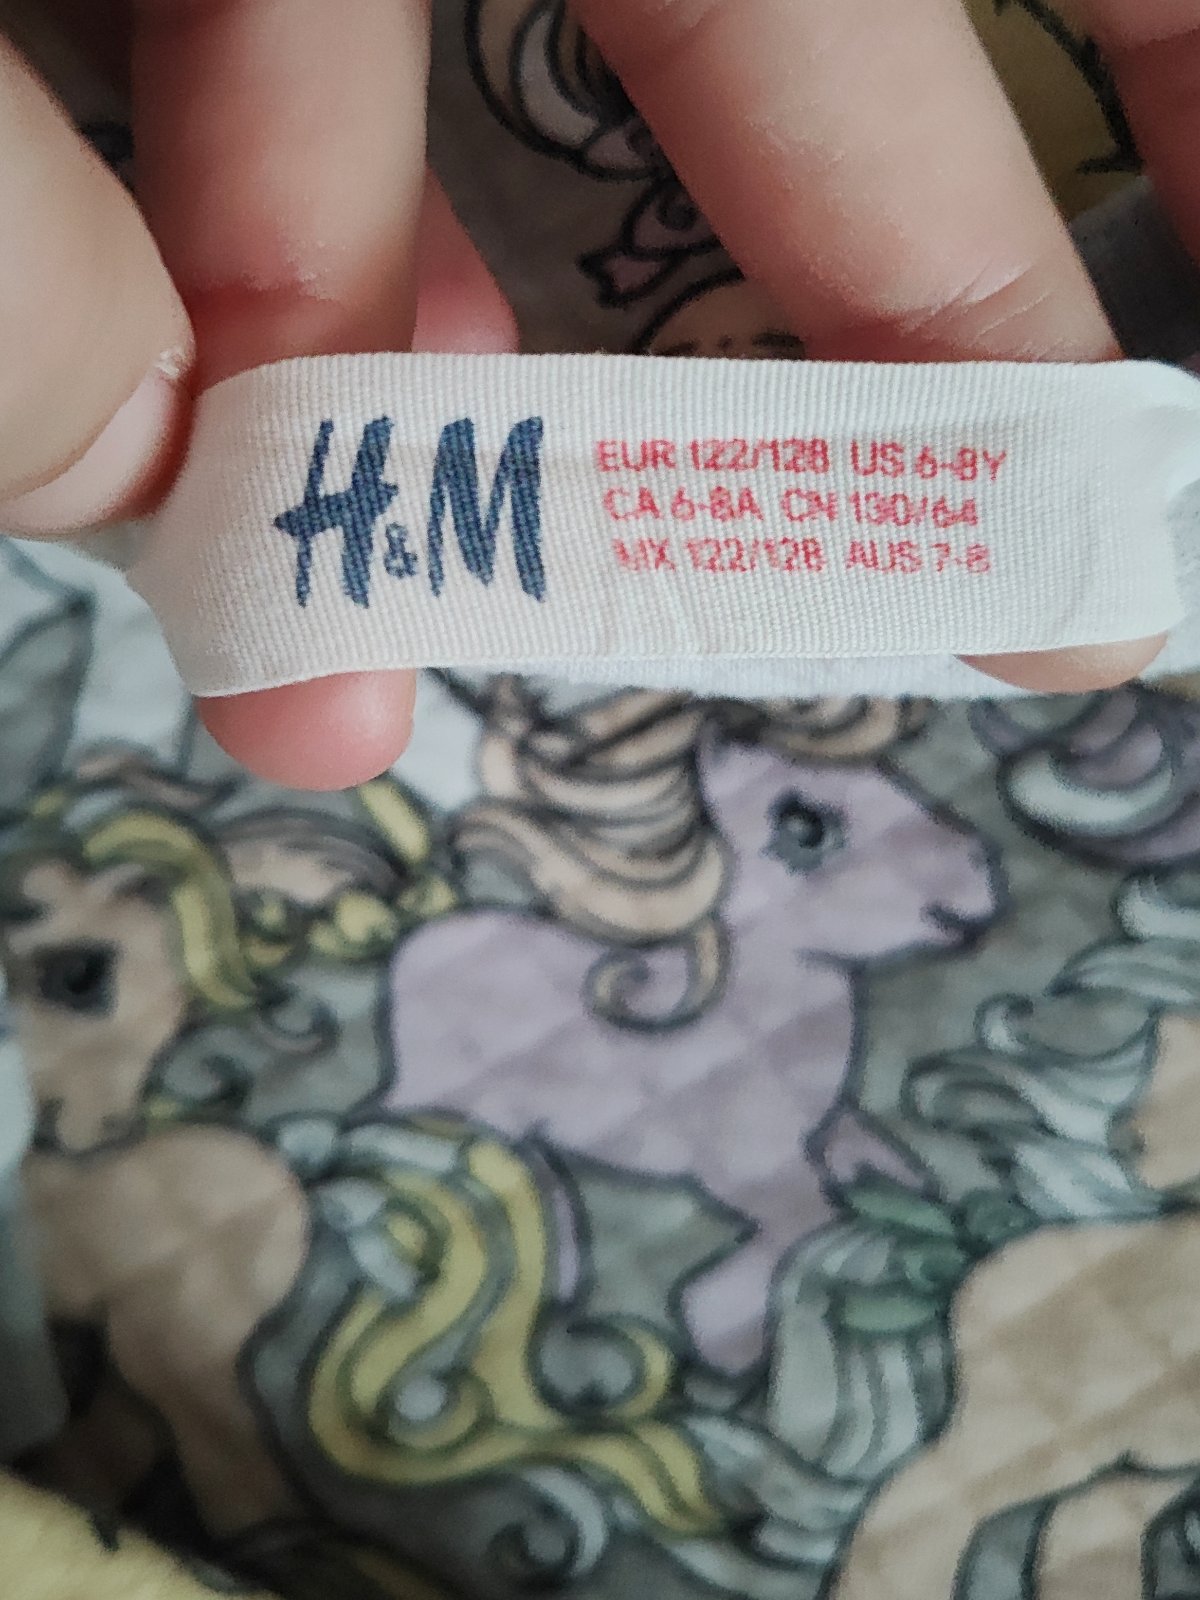 H&M
EUR 122/128 US 6-8Y
CA 6-8A CN 130/64
MX 122/128 AUS 7-8